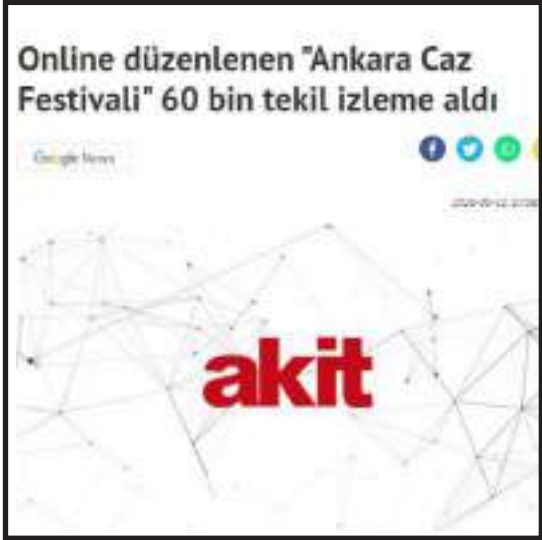 Online düzenlenen "Ankara Caz
Festivali" 60 bin tekil izleme aldı
Google News
akit